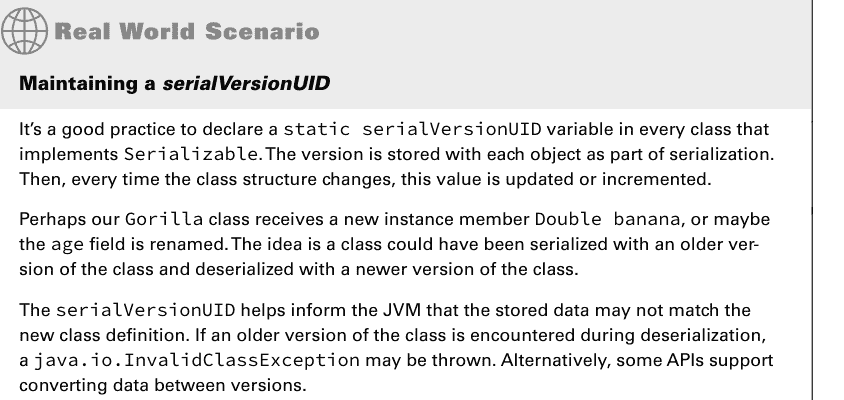 Real World Scenario
Maintaining a serialVersionUID
It's a good practice to declare a static serialVersionUID variable in every class that
implements Serializable. The version is stored with each object as part of serialization.
Then, every time the class structure changes, this value is updated or incremented.
Perhaps our Gorilla class receives a new instance member Double banana, or maybe
the age field is renamed. The idea is a class could have been serialized with an older ver-
sion of the class and deserialized with a newer version of the class.
The serialVersionUID helps inform the JVM that the stored data may not match the
new class definition. If an older version of the class is encountered during deserialization,
a java.io.InvalidClassException may be thrown. Alternatively, some APIs support
converting data between versions.